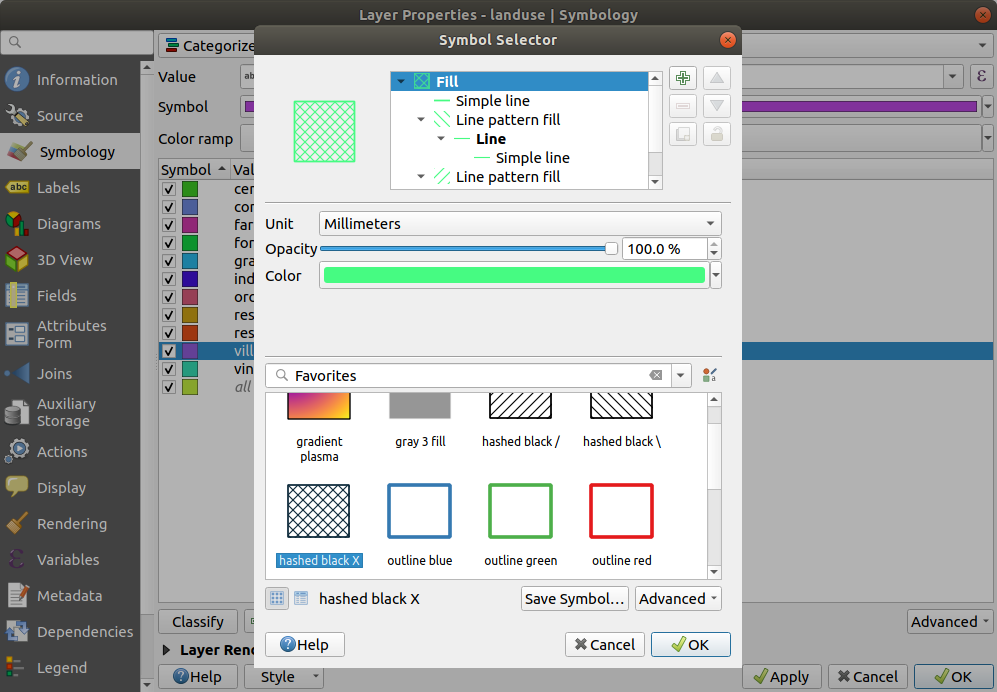 Layer Properties - landuse | Symbology
Symbol Selector
Categorize
Information
Source
Symbology
Labels
Diagrams
3D View
Fields
Attributes
Form
Joins
Auxiliary
Storage
Actions
Display
Rendering
Variables
Metadata
Dependencies
Legend
Value
ab
ε
Symbol
Color ramp
Symbol Val
cer
cor
far
for
gra
ind
orc
res
res
vill
vin
all
Classify
Advanced
Layer Rend
Help
Style
Apply
Cancel
OK
Fill
Simple line
Line pattern fill
Line
Simple line
Line pattern fill
Unit
Millimeters
Opacity
100.0 %
Color
Favorites
gradient
plasma
gray 3 fill
hashed black /
hashed black \
hashed black X
outline blue
outline green
outline red
hashed black X
Save Symbol…
Advanced
Help
Cancel
OK